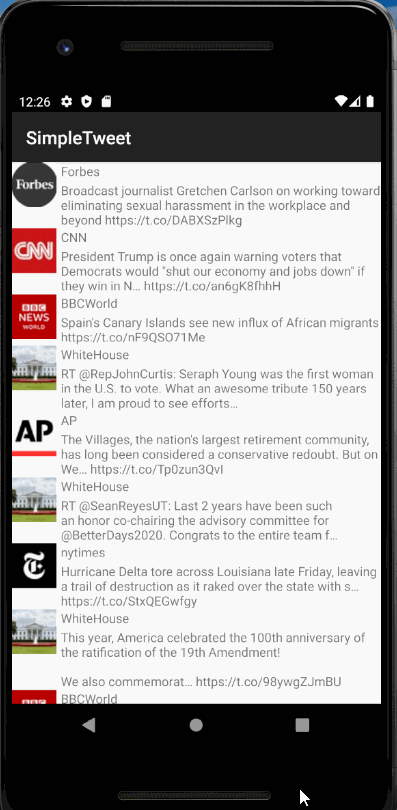 12:26
SimpleTweet
Forbes
Forbes
Broadcast journalist Gretchen Carlson on working toward
eliminating sexual harassment in the workplace and
beyond https://t.co/DABXSzPlkg
CNN
CNN
President Trump is once again warning voters that
Democrats would "shut our economy and jobs down" if
they win in N… https://t.co/an6gK8fhhH
BBC
NEWS
WORLD
BBCWorld
Spain's Canary Islands see new influx of African migrants
https://t.co/nF9QSO71Me
WhiteHouse
RT @RepJohnCurtis: Seraph Young was the first woman
in the U.S. to vote. What an awesome tribute 150 years
later, I am proud to see efforts…
AP
AP
The Villages, the nation's largest retirement community,
has long been considered a conservative redoubt. But on
We… https://t.co/Tp0zun3QvI
WhiteHouse
RT @SeanReyesUT: Last 2 years have been such
an honor co-chairing the advisory committee for
@BetterDays2020. Congrats to the entire team f…
nytimes
Hurricane Delta tore across Louisiana late Friday, leaving
a trail of destruction as it raked over the state with s…
https://t.co/StxQEGwfgy
WhiteHouse
This year, America celebrated the 100th anniversary of
the ratification of the 19th Amendment!
We also commemorat… https://t.co/98ywgZJmBU
BBCWorld